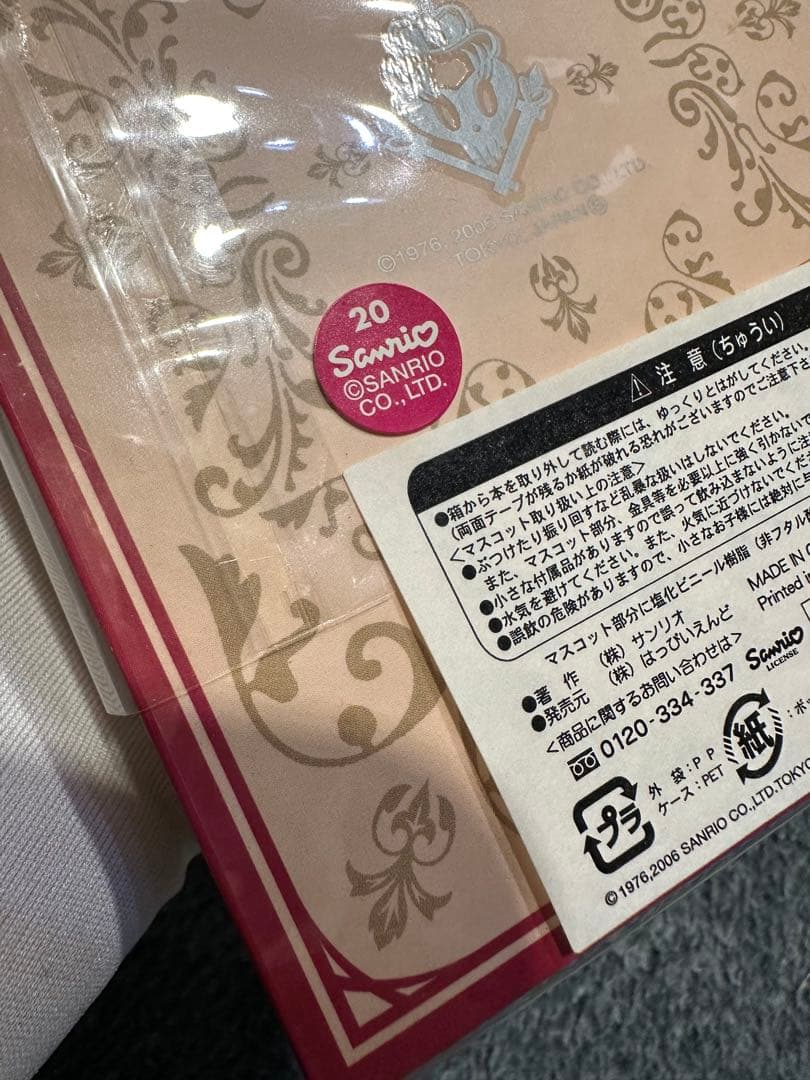 ©1976, 2006 SANRIO CO., LTD.
TOKYO, JAPAN Ⓛ
20
Sanrio
©SANRIO
CO., LTD.
⚠ 注意(ちゅうい)
●箱から本を取り外して読む際には、ゆっくりとはがしてください。
(両面テープが残るか紙が破れる恐れがございますのでご注意下さ
<マスコット取り扱い上の注意>
●ぶつけたり振り回すなど乱暴な扱いはしないでください。
また、マスコット部分、金具等を必要以上に強く引かないで
●小さな付属品がありますので誤って飲み込まないように注
●水気を避けてください。また、火気に近づけないでくださ
●誤飲の危険がありますので、小さなお子様には絶対に
マスコット部分に塩化ビニール樹脂(非フタル酸
MADE IN
Printed in
●著 作 (株)サンリオ
●発売元 (株)はっぴいえんど
<商品に関するお問い合わせは>
0120-334-337
Sanrio
LICENSE
プラ
外 袋:PP
ケース:PET
紙
©1976,2006 SANRIO CO.,LTD.TOKYO